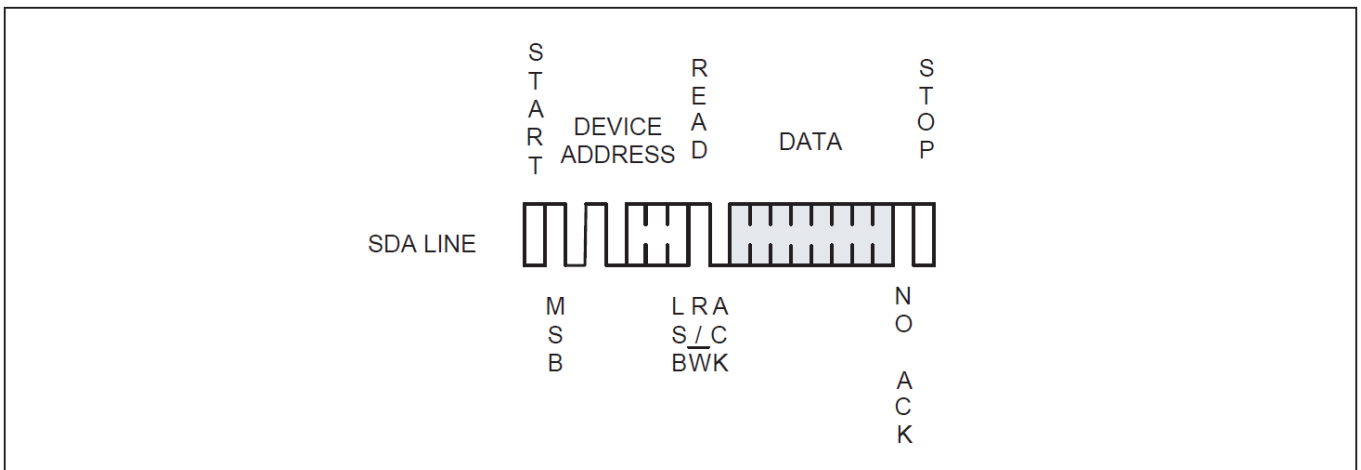 START
DEVICE
ADDRESS
READ
DATA
STOP
SDA LINE
MSB
LSB
R/W
ACK
NO ACK